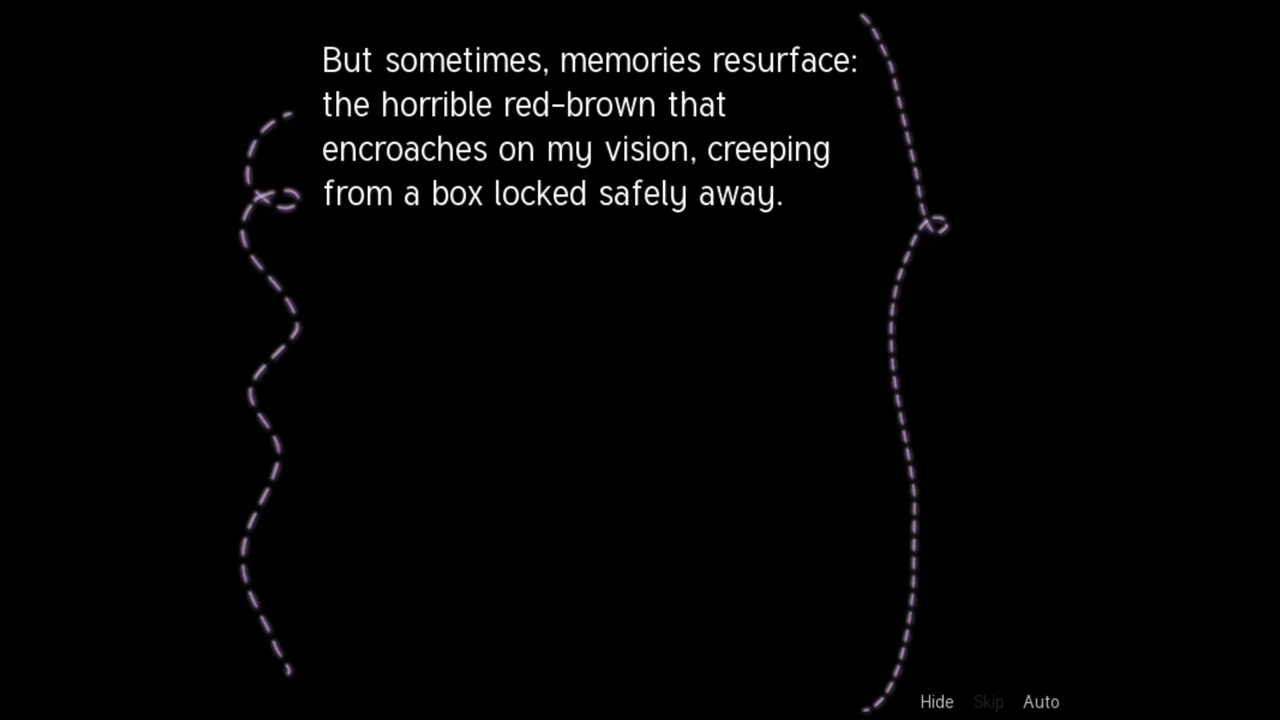 But sometimes, memories resurface:
the horrible red-brown that
encroaches on my vision, creeping
from a box locked safely away.
Hide Skip Auto